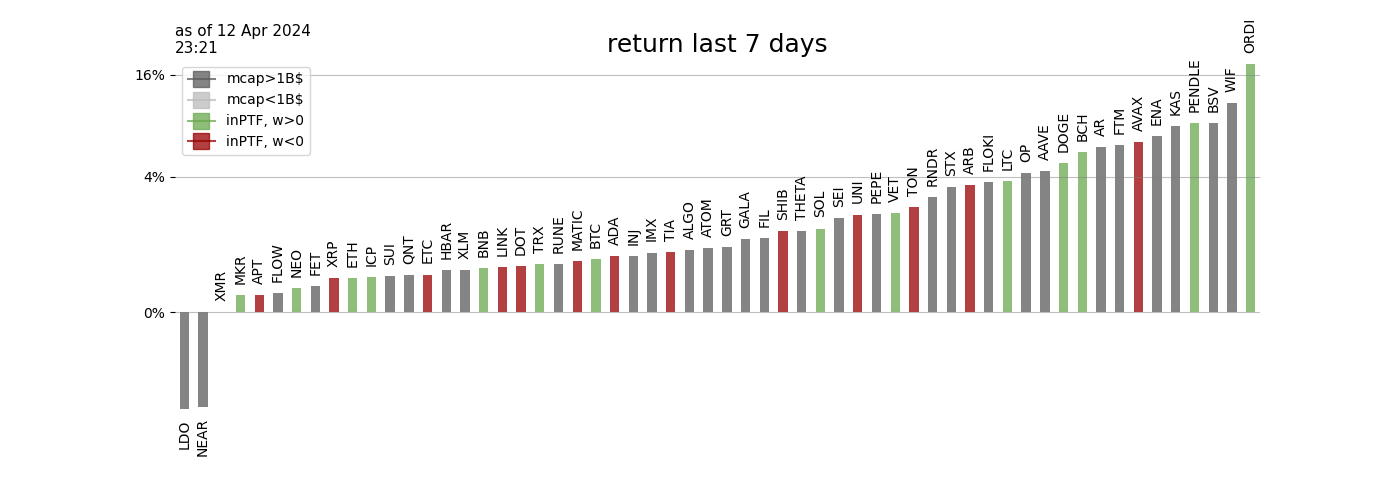 as of 12 Apr 2024
23:21
return last 7 days
mcap>1B$
mcap<1B$
inPTF, w>0
inPTF, w<0
16%
4%
0%
LDO
NEAR
XMR
MKR
APT
FLOW
NEO
FET
XRP
ETH
ICP
SUI
QNT
ETC
HBAR
XLM
BNB
LINK
DOT
TRX
RUNE
MATIC
BTC
ADA
INJ
IMX
TIA
ALGO
ATOM
GRT
GALA
FIL
SHIB
THETA
SOL
SEI
UNI
PEPE
VET
TON
RNDR
STX
ARB
FLOKI
LTC
OP
AAVE
DOGE
BCH
AR
FTM
AVAX
ENA
KAS
PENDLE
BSV
WIF
ORDI